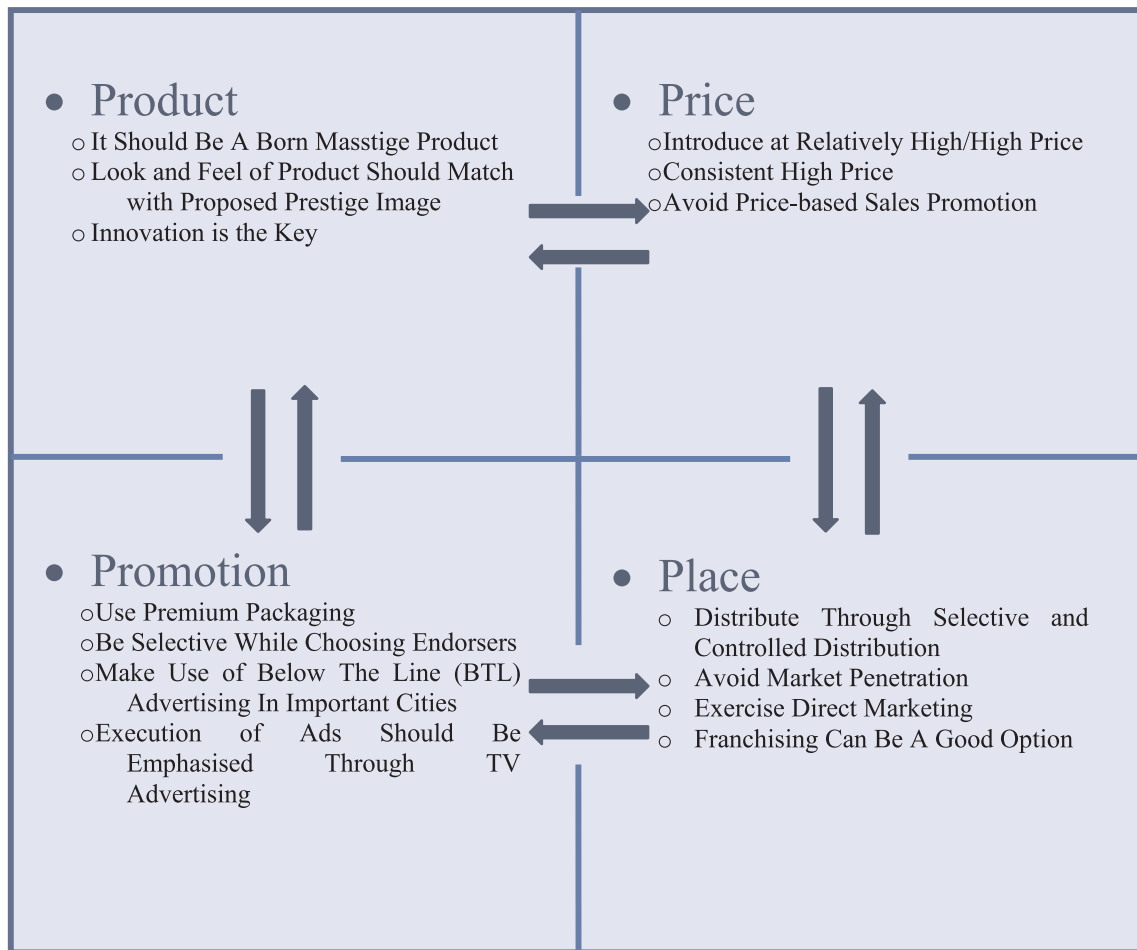 • Product
○ It Should Be A Born Masstige Product
○ Look and Feel of Product Should Match
with Proposed Prestige Image
○ Innovation is the Key
• Price
○Introduce at Relatively High/High Price
○Consistent High Price
○Avoid Price-based Sales Promotion
• Promotion
○Use Premium Packaging
○Be Selective While Choosing Endorsers
○Make Use of Below The Line (BTL)
Advertising In Important Cities
○Execution of Ads Should Be
Emphasised Through TV
Advertising
• Place
○ Distribute Through Selective and
Controlled Distribution
○ Avoid Market Penetration
○ Exercise Direct Marketing
○ Franchising Can Be A Good Option